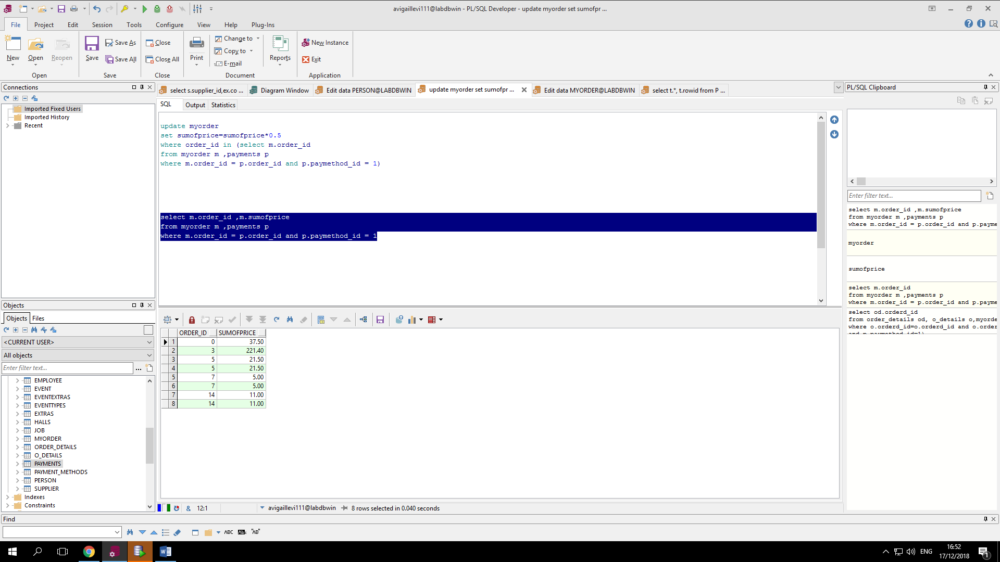 avigaillevi111@labdbwin - PL/SQL Developer - update myorder set sumofpr ...
File Project Edit Session Tools Configure View Help Plug-Ins
New
Open
Reopen
Open
Save
Save As
Save All
Save
Close
Close All
Close
Print
Change to
Copy to
E-mail
Document
Reports
New Instance
Exit
Application
Connections
Imported Fixed Users
Imported History
Recent
select s.supplier_id,ex.co ... Diagram Window Edit data PERSON@LABDBWIN update myorder set sumofpr ... Edit data MYORDER@LABDBWIN select t.*, t.rowid from P ...
SQL Output Statistics
update myorder
set sumofprice=sumofprice*0.5
where order_id in (select m.order_id
from myorder m ,payments p
where m.order_id = p.order_id and p.paymethod_id = 1)
select m.order_id ,m.sumofprice
from myorder m ,payments p
where m.order_id = p.order_id and p.paymethod_id = 1
ORDER_ID SUMOFPRICE
1 0 37.50
2 3 221.40
3 5 21.50
4 5 21.50
5 7 5.00
6 7 5.00
7 14 11.00
8 14 11.00
& 12:1 avigaillevi111@labdbwin 8 rows selected in 0.040 seconds
PL/SQL Clipboard
Enter filter text...
select m.order_id ,m.sumofprice
from myorder m ,payments p
where m.order_id = p.order_id and p.payme
myorder
sumofprice
select m.order_id
from myorder m ,payments p
where m.order_id = p.order_id and p.payme
select od.orderd_id
from order_details od, o_details o,myorde
where o.orderd_id=o.orderd_id and o.order
and p.paymethod_id=1)
Objects
Objects Files
<CURRENT USER>
All objects
Enter filter text... ...
EMPLOYEE
EVENT
EVENTEXTRAS
EVENTTYPES
EXTRAS
HALLS
JOB
MYORDER
ORDER_DETAILS
O_DETAILS
PAYMENTS
PAYMENT_METHODS
PERSON
SUPPLIER
Indexes
Constraints
Find
ABC ABc "AB"
ENG
16:52
17/12/2018
1